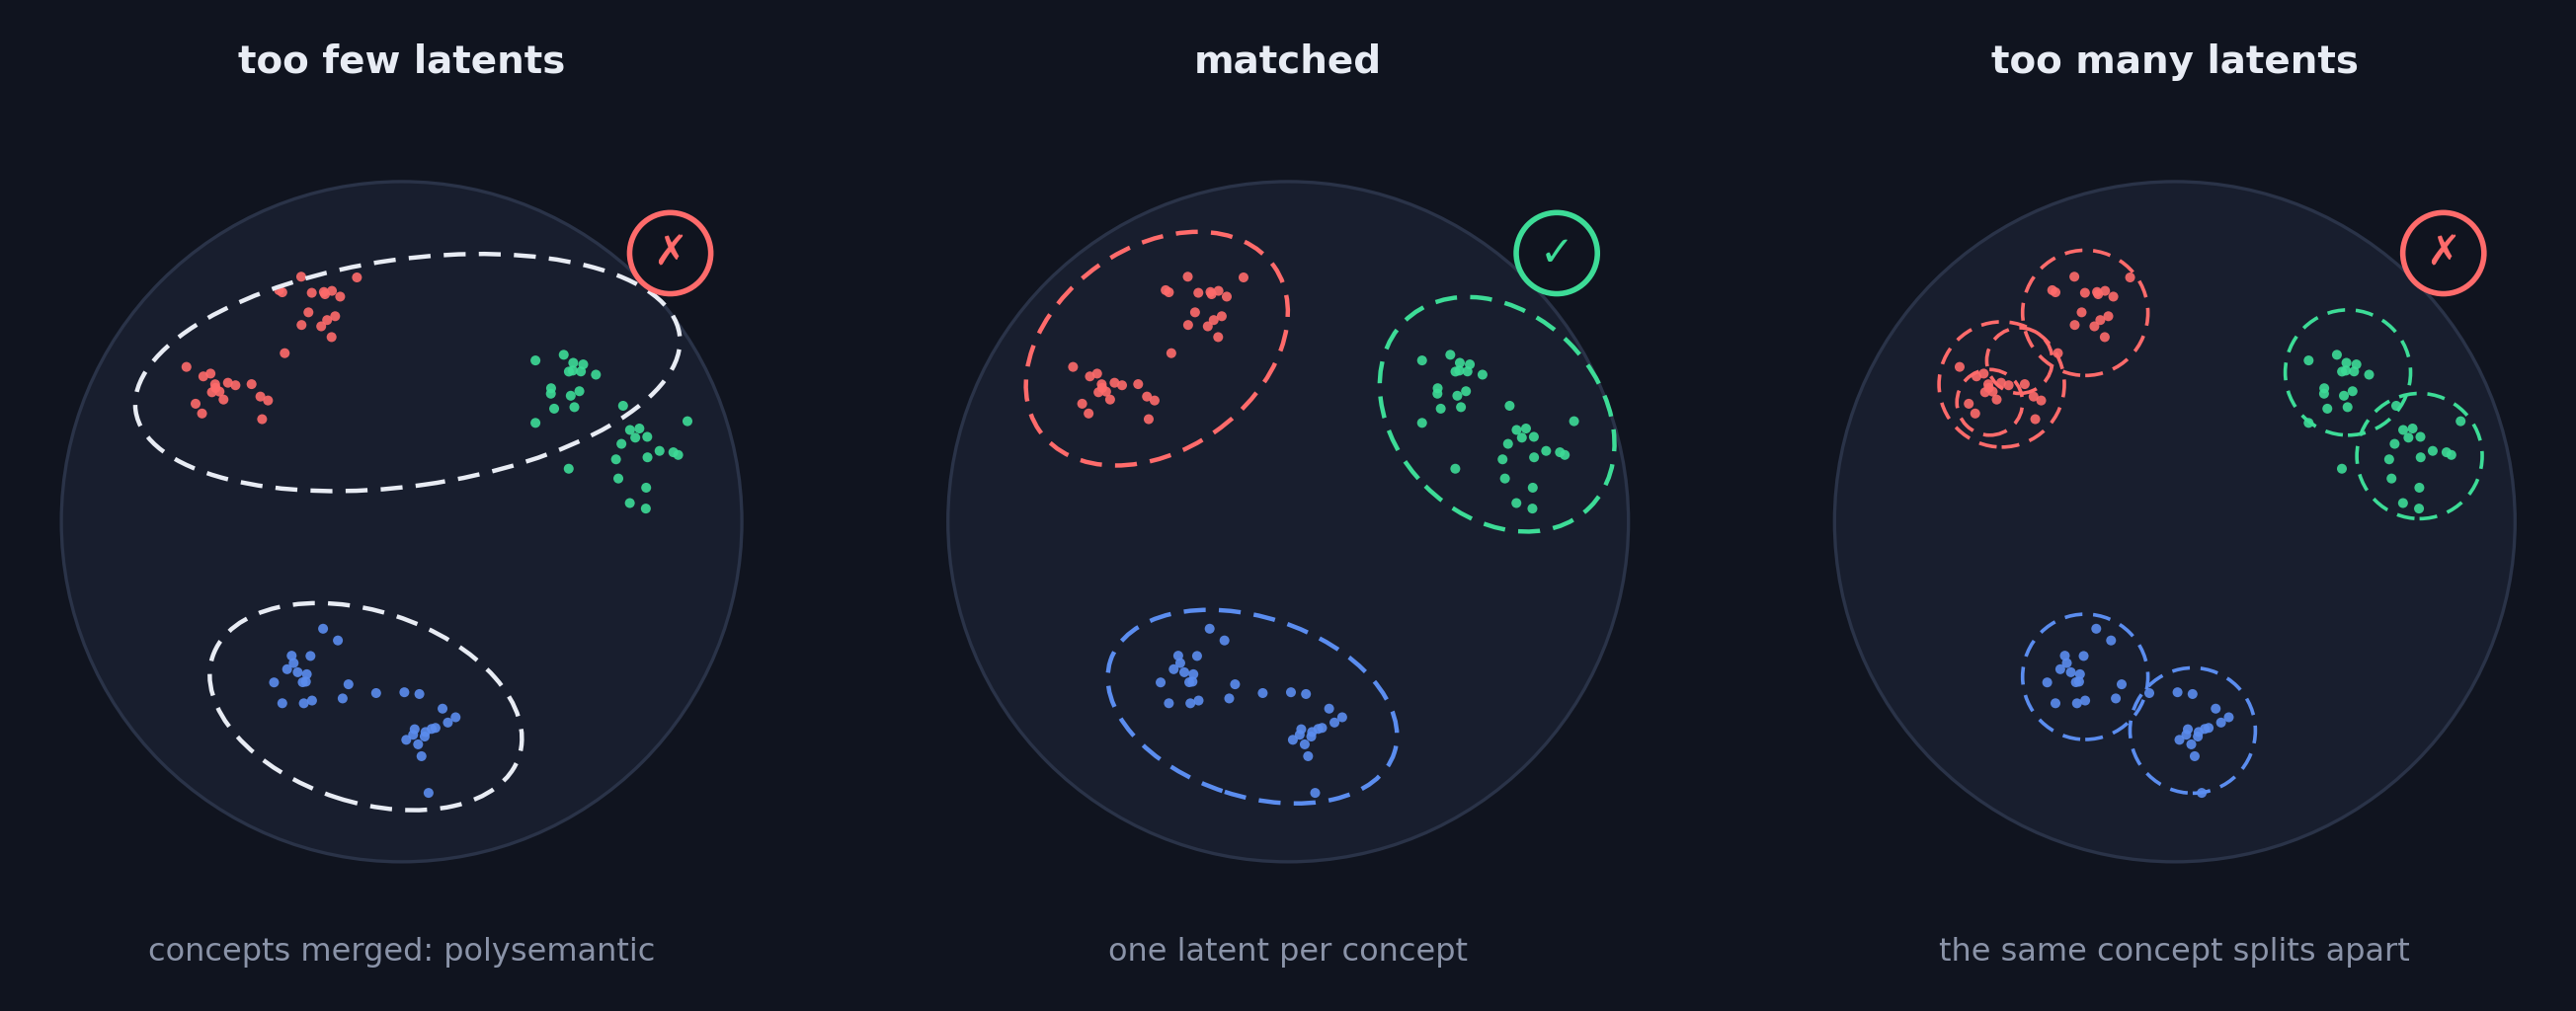 too few latents
matched
too many latents
✗
✓
✗
concepts merged: polysemantic
one latent per concept
the same concept splits apart